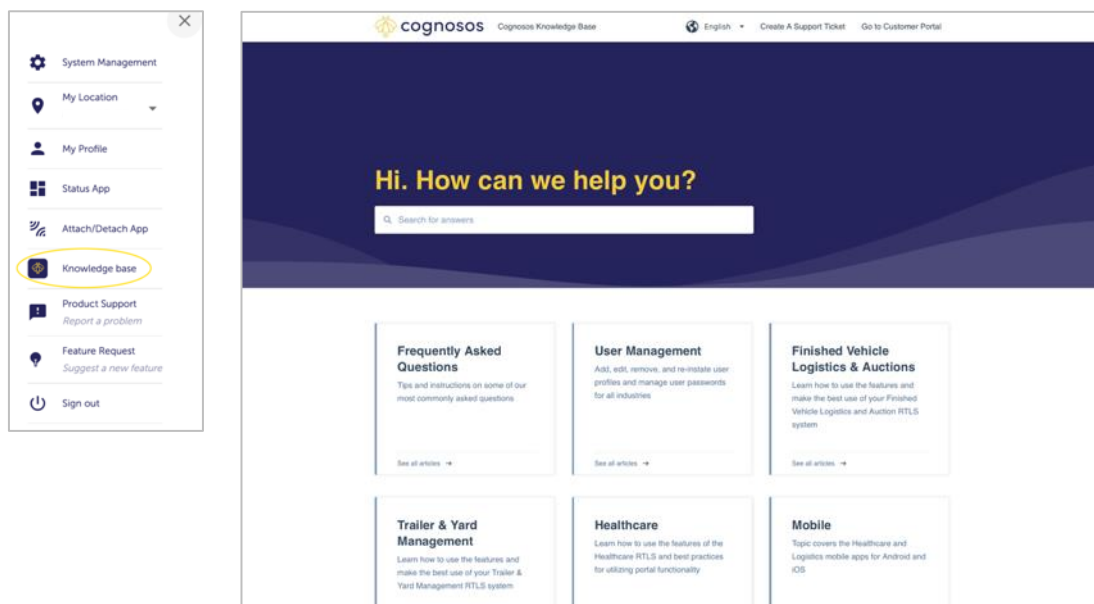 System Management
My Location
My Profile
Status App
Attach/Detach App
Knowledge base
Product Support
Report a problem
Feature Request
Suggest a new feature
Sign out
cognosos Cognosos Knowledge Base English Create A Support Ticket Go to Customer Portal
Hi. How can we help you?
Search for answers
Frequently Asked
Questions
Tips and instructions on some of our
most commonly asked questions
See all articles →
User Management
Add, edit, remove, and re-instate user
profiles and manage user passwords
for all industries
See all articles →
Finished Vehicle
Logistics & Auctions
Learn how to use the features and
make the best use of your Finished
Vehicle Logistics and Auction RTLS
system
See all articles →
Trailer & Yard
Management
Learn how to use the features and
make the best use of your Trailer &
Yard Management RTLS system
Healthcare
Learn how to use the features of the
Healthcare RTLS and best practices
for utilizing portal functionality
Mobile
Topic covers the Healthcare and
Logistics mobile apps for Android and
iOS